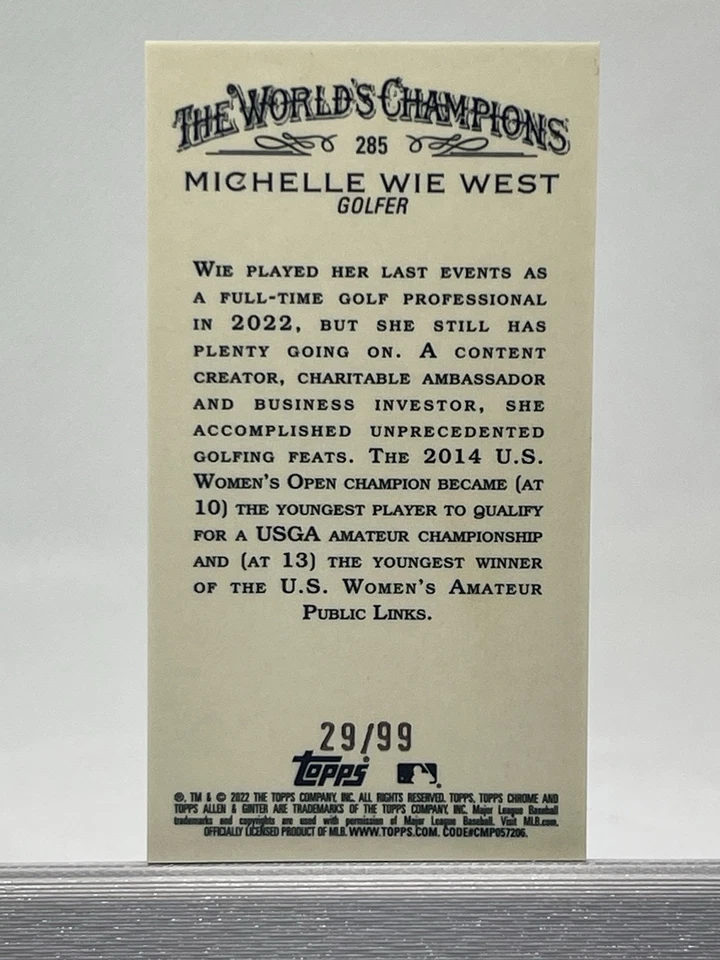 THE WORLD'S CHAMPIONS
285
MICHELLE WIE WEST
GOLFER
WIE PLAYED HER LAST EVENTS AS
A FULL-TIME GOLF PROFESSIONAL
IN 2022, BUT SHE STILL HAS
PLENTY GOING ON. A CONTENT
CREATOR, CHARITABLE AMBASSADOR
AND BUSINESS INVESTOR, SHE
ACCOMPLISHED UNPRECEDENTED
GOLFING FEATS. THE 2014 U.S.
WOMEN'S OPEN CHAMPION BECAME (AT
10) THE YOUNGEST PLAYER TO QUALIFY
FOR A USGA AMATEUR CHAMPIONSHIP
AND (AT 13) THE YOUNGEST WINNER
OF THE U.S. WOMEN'S AMATEUR
PUBLIC LINKS.
29/99
Topps
®, TM & © 2022 THE TOPPS COMPANY, INC. ALL RIGHTS RESERVED. TOPPS, TOPPS CHROME AND
TOPPS ALLEN & GINTER ARE TRADEMARKS OF THE TOPPS COMPANY, INC. Major League Baseball
trademarks and copyrights are used with permission of Major League Baseball. Visit MLB.com.
OFFICIALLY LICENSED PRODUCT OF MLB. WWW.TOPPS.COM. CODE#CMP057206.